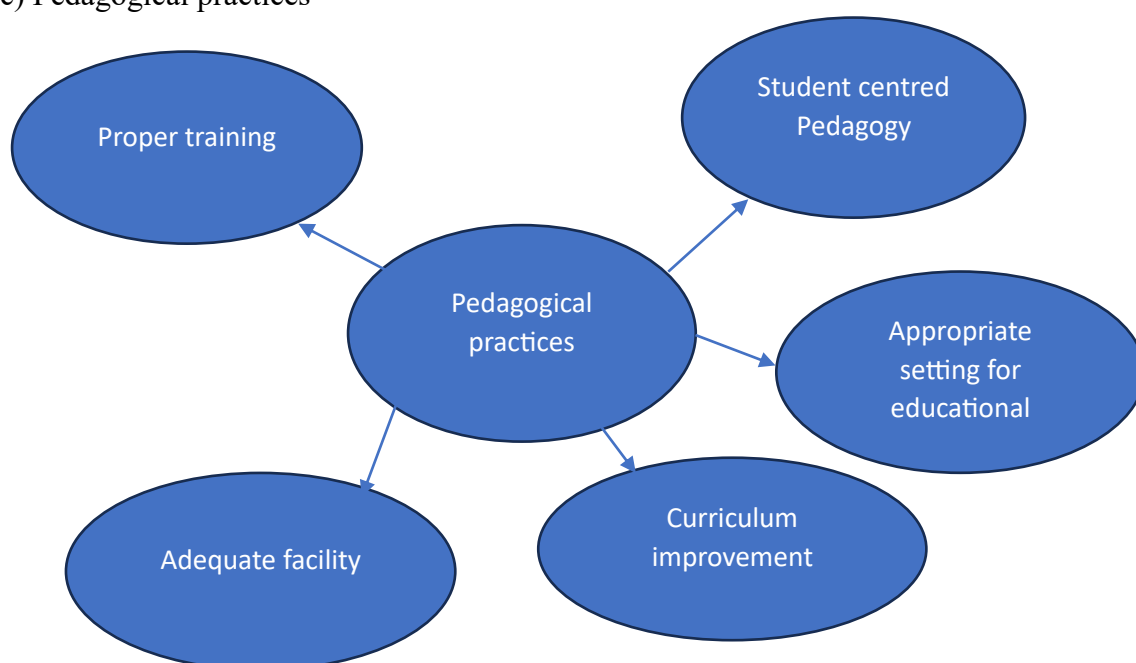 c) Pedagogical practices
Proper training
Student centred
Pedagogy
Pedagogical
practices
Appropriate
setting for
educational
Curriculum
improvement
Adequate facility